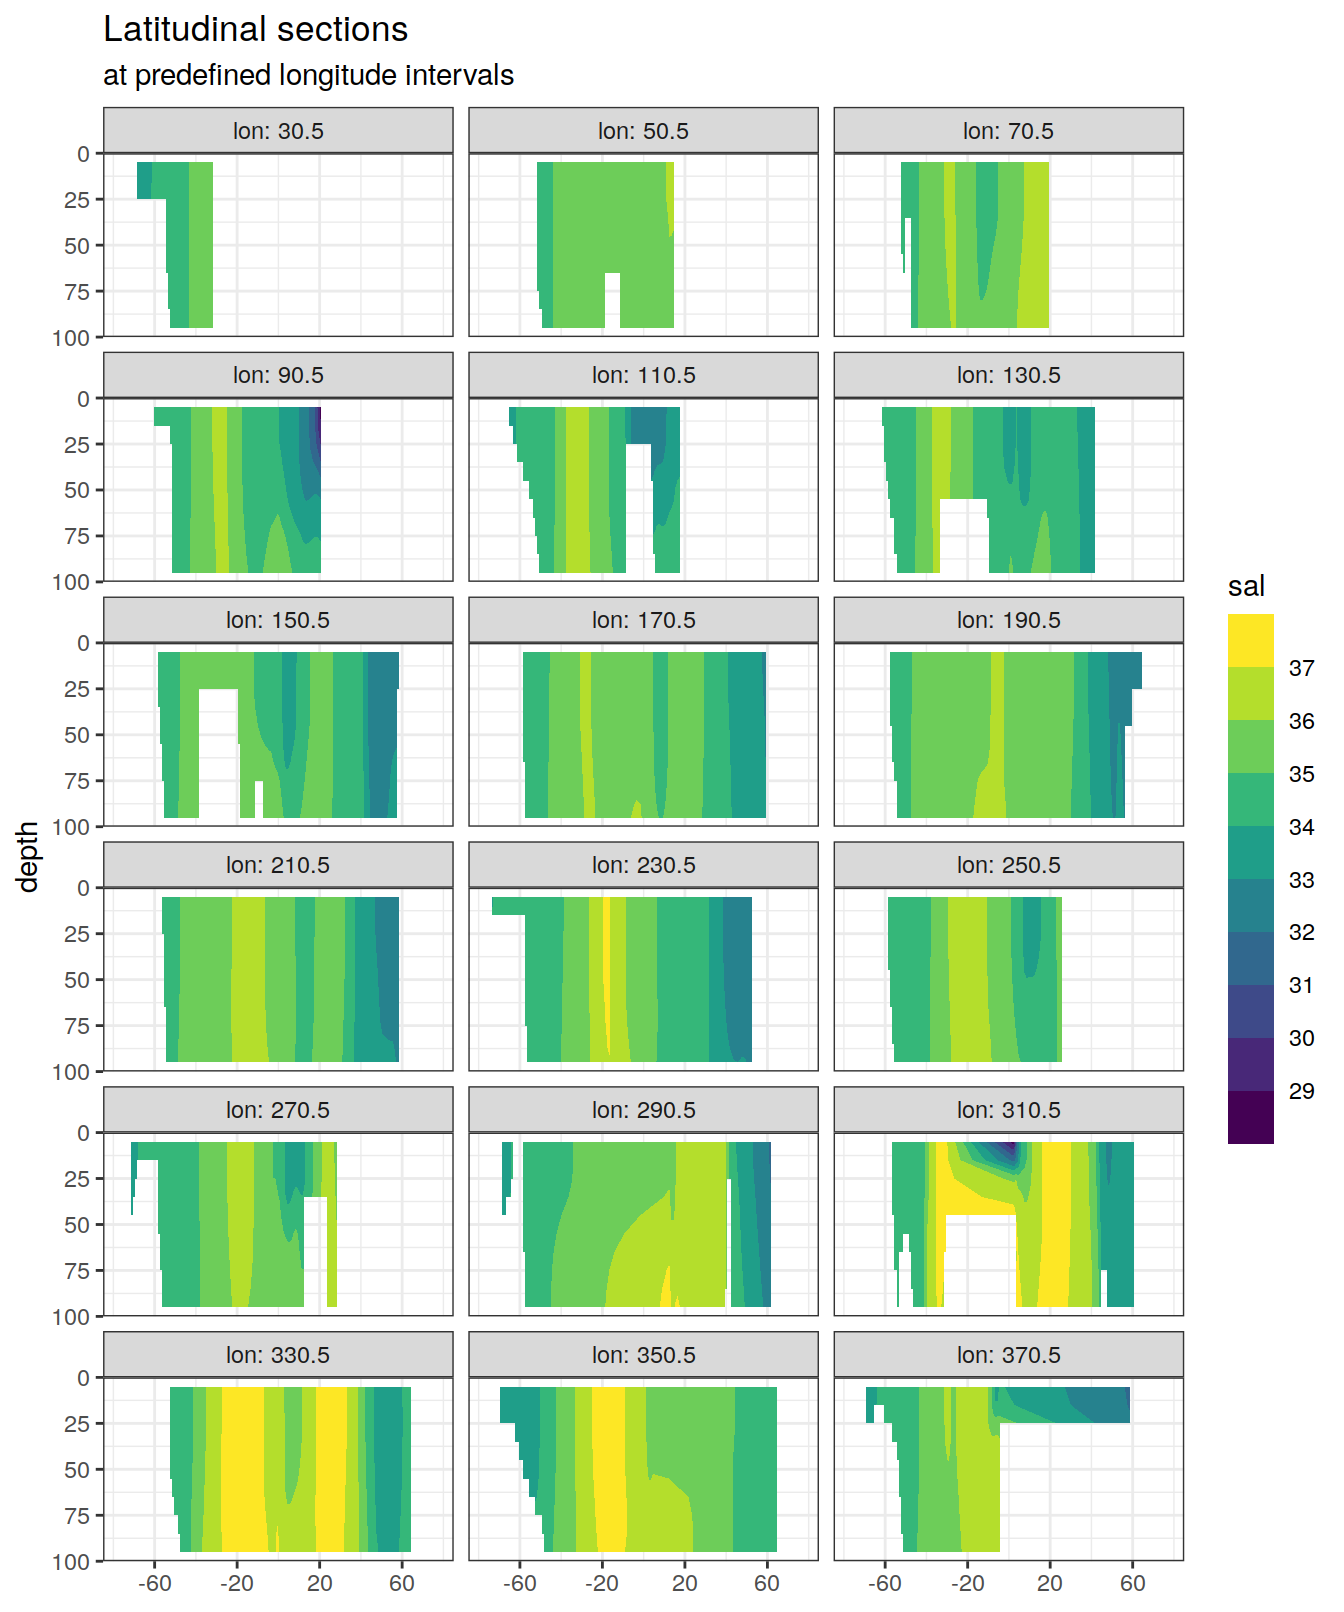 Latitudinal sections
at predefined longitude intervals
lon: 30.5
lon: 50.5
lon: 70.5
0
25
50
75
100
lon: 90.5
lon: 110.5
lon: 130.5
0
25
50
75
100
lon: 150.5
lon: 170.5
lon: 190.5
0
25
50
75
100
lon: 210.5
lon: 230.5
lon: 250.5
0
25
50
75
100
lon: 270.5
lon: 290.5
lon: 310.5
0
25
50
75
100
lon: 330.5
lon: 350.5
lon: 370.5
0
25
50
75
100
-60 -20 20 60
-60 -20 20 60
-60 -20 20 60
depth
sal
37
36
35
34
33
32
31
30
29